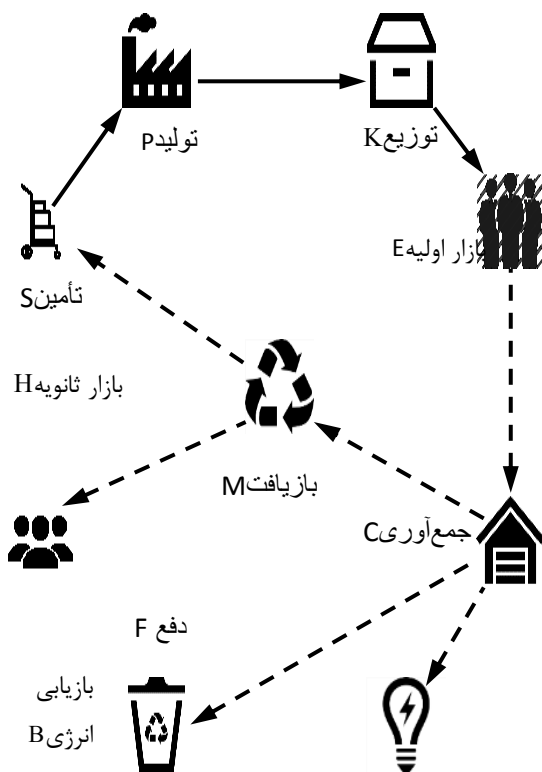 تولیدP
توزیعK
بازار اولیهE
تأمینS
بازار ثانویهH
بازیافتM
جمع‌آوریC
دفع F
بازیابی
انرژیB